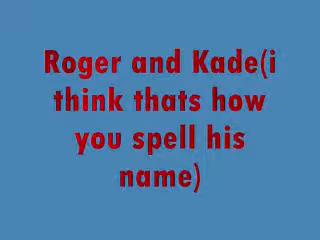 Roger and Kade(i
think thats how
you spell his
name)